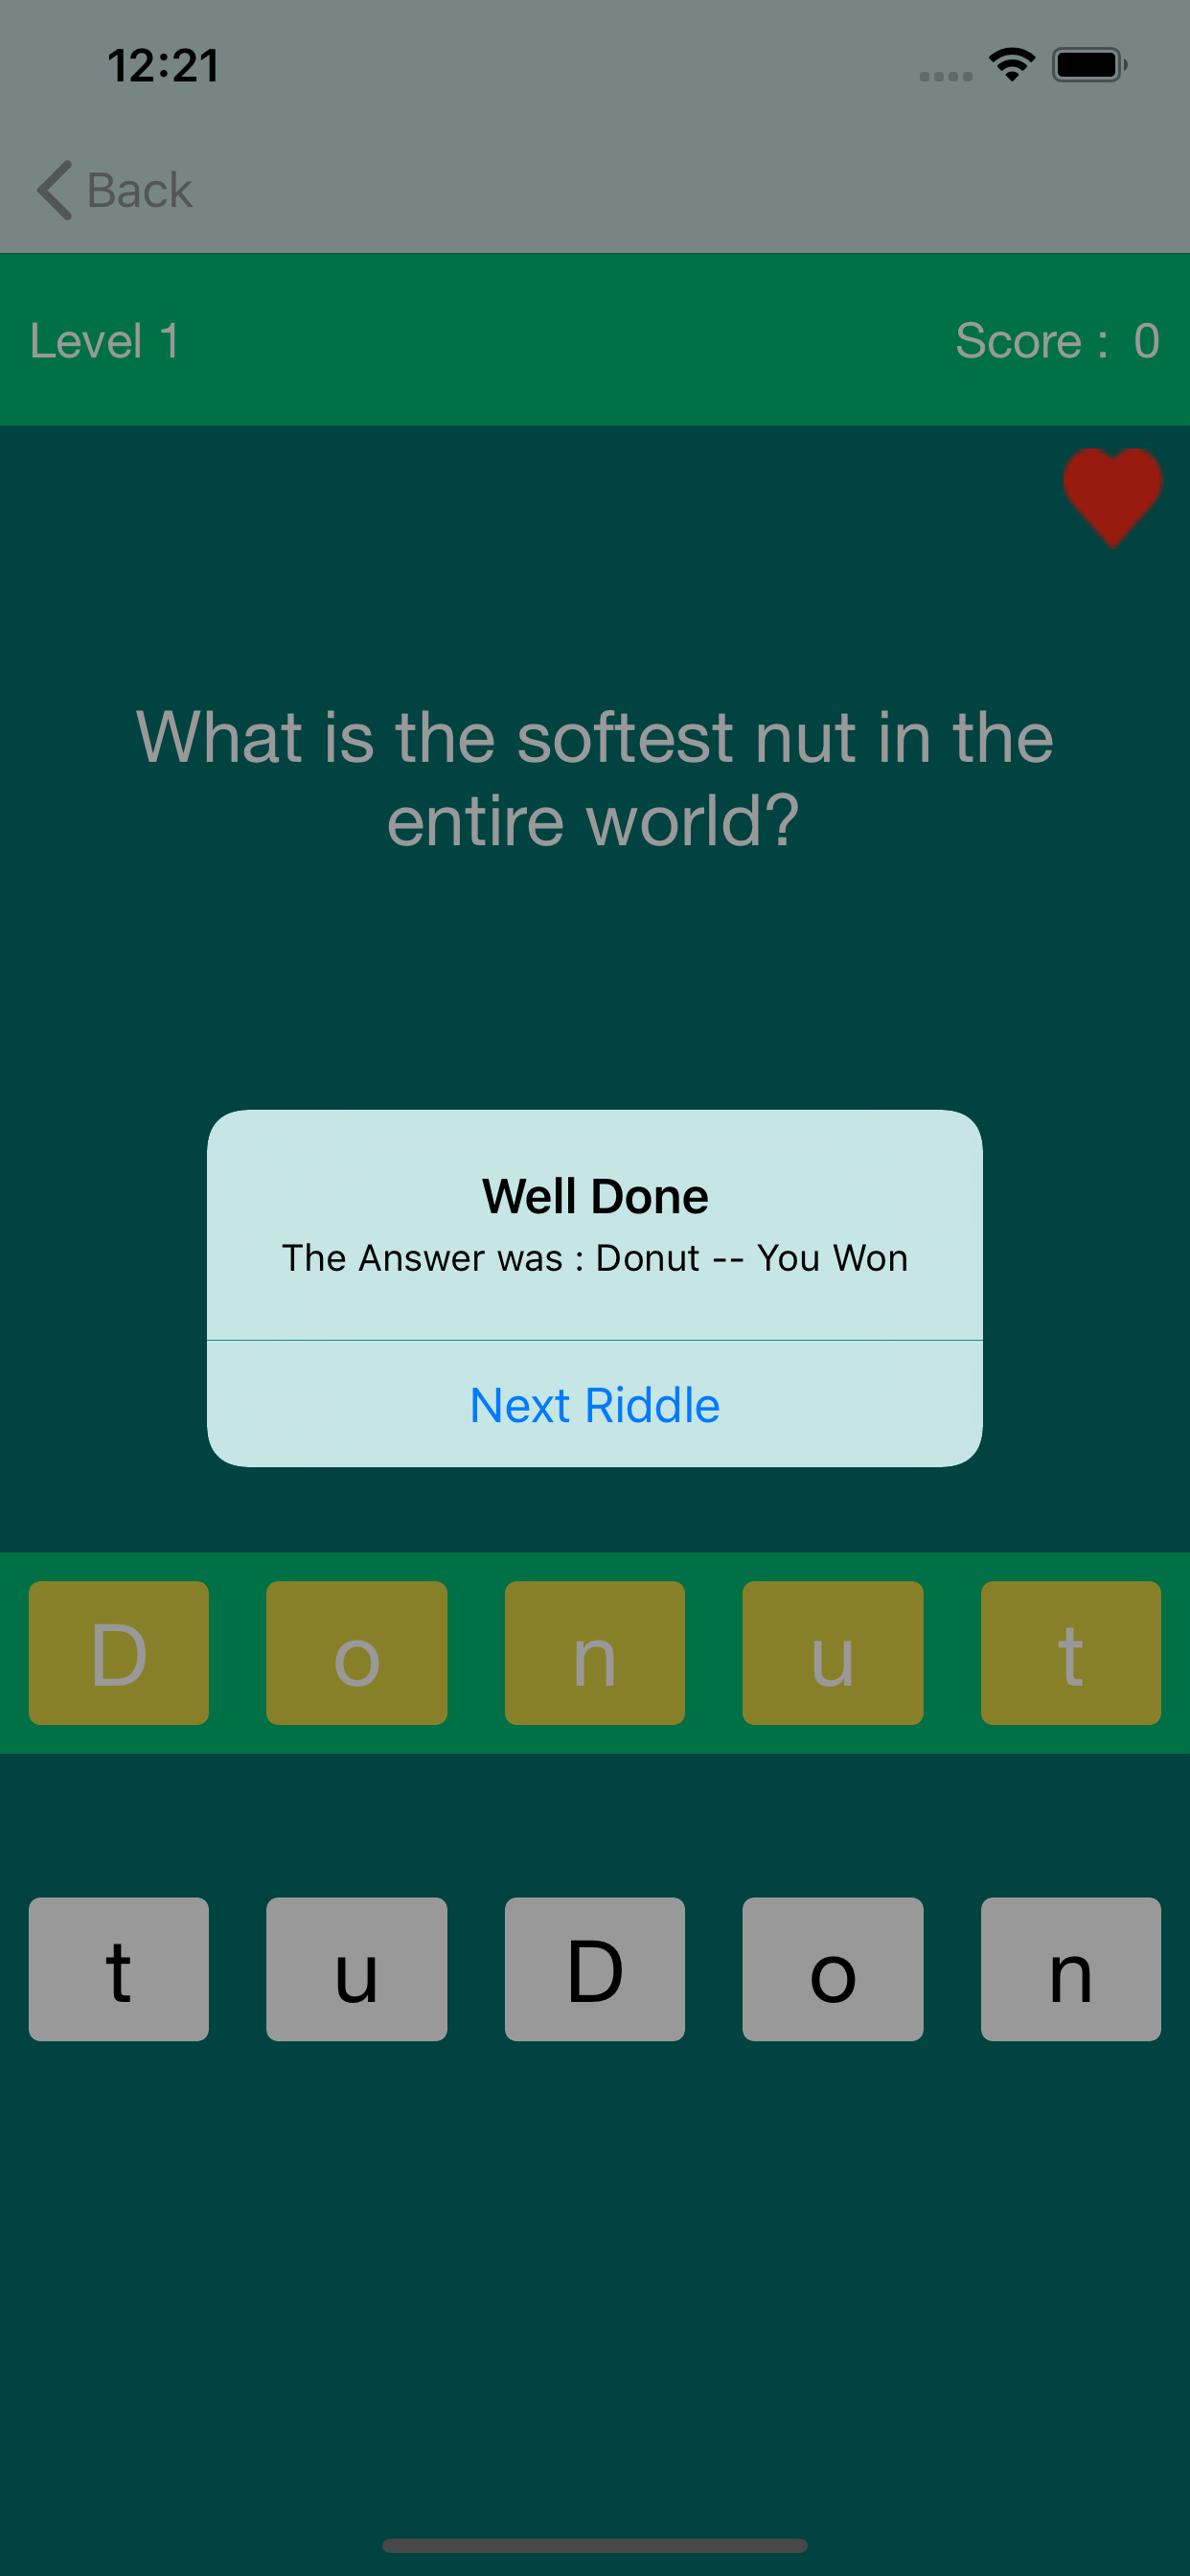 12:21
Back
Level 1 Score : 0
What is the softest nut in the
entire world?
Well Done
The Answer was : Donut -- You Won
Next Riddle
D o n u t
t u D o n